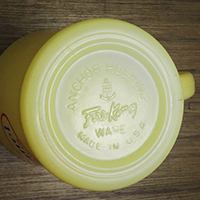 ANCHOR HOCKING
Fire-King
WARE
MADE IN U.S.A.